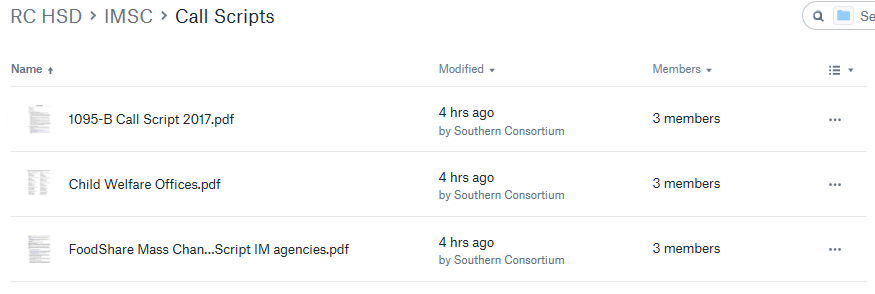 RC HSD > IMSC > Call Scripts
Se
Name Modified Members
1095-B Call Script 2017.pdf 4 hrs ago 3 members
by Southern Consortium
Child Welfare Offices.pdf 4 hrs ago 3 members
by Southern Consortium
FoodShare Mass Chan...Script IM agencies.pdf 4 hrs ago 3 members
by Southern Consortium